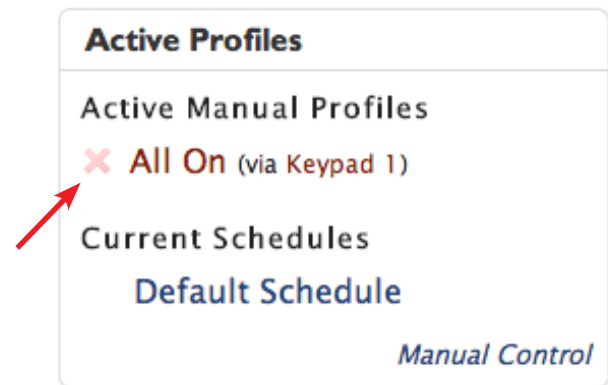 Active Profiles
Active Manual Profiles
All On (via Keypad 1)
Current Schedules
Default Schedule
Manual Control